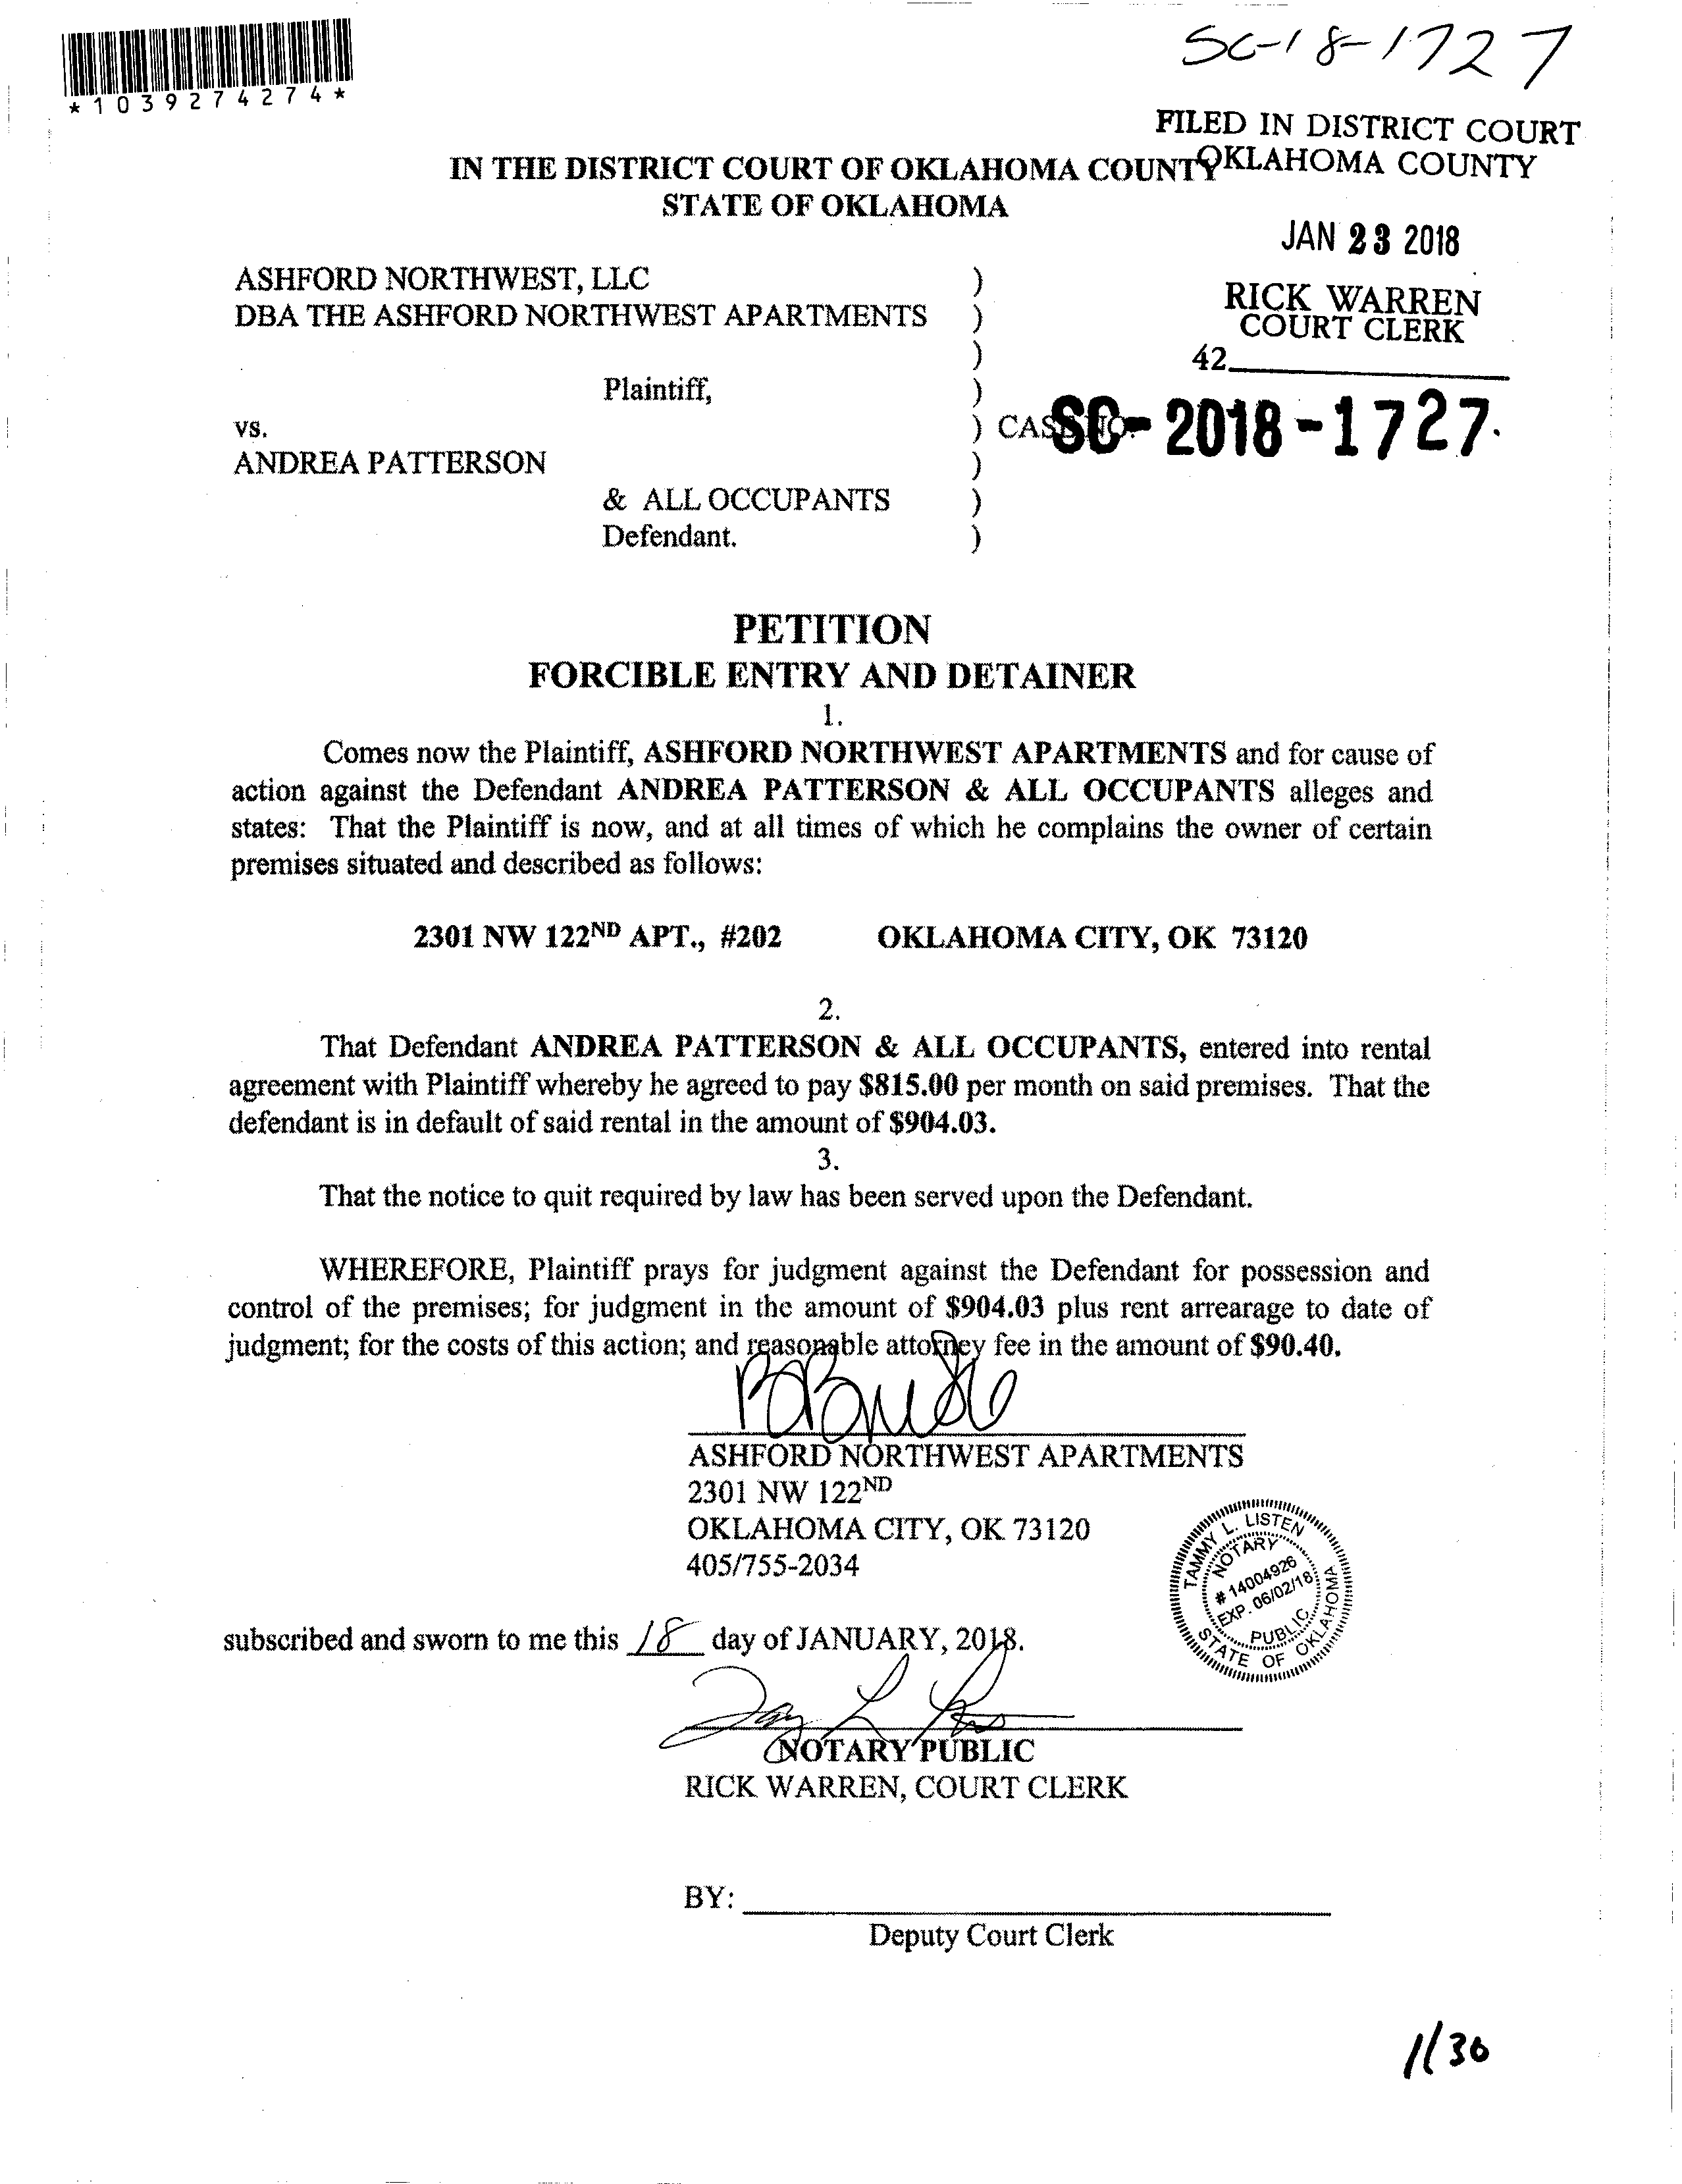 SC-18-1727
*1039274274*
FILED IN DISTRICT COURT
OKLAHOMA COUNTY
IN THE DISTRICT COURT OF OKLAHOMA COUNTY
STATE OF OKLAHOMA
JAN 23 2018
ASHFORD NORTHWEST, LLC )
DBA THE ASHFORD NORTHWEST APARTMENTS )
RICK WARREN
COURT CLERK
)
42
Plaintiff, )
vs. ) CASE NO. SC-2018-1727
ANDREA PATTERSON )
& ALL OCCUPANTS )
Defendant. )
PETITION
FORCIBLE ENTRY AND DETAINER
1.
Comes now the Plaintiff, ASHFORD NORTHWEST APARTMENTS and for cause of
action against the Defendant ANDREA PATTERSON & ALL OCCUPANTS alleges and
states: That the Plaintiff is now, and at all times of which he complains the owner of certain
premises situated and described as follows:
2301 NW 122ND APT., #202 OKLAHOMA CITY, OK 73120
2.
That Defendant ANDREA PATTERSON & ALL OCCUPANTS, entered into rental
agreement with Plaintiff whereby he agreed to pay $815.00 per month on said premises. That the
defendant is in default of said rental in the amount of $904.03.
3.
That the notice to quit required by law has been served upon the Defendant.
WHEREFORE, Plaintiff prays for judgment against the Defendant for possession and
control of the premises; for judgment in the amount of $904.03 plus rent arrearage to date of
judgment; for the costs of this action; and reasonable attorney fee in the amount of $90.40.
ASHFORD NORTHWEST APARTMENTS
2301 NW 122ND
OKLAHOMA CITY, OK 73120
405/755-2034
TAMMY L. LISTEN
NOTARY
# 14004926
EXP. 06/02/18
PUBLIC
STATE OF OKLAHOMA
subscribed and sworn to me this 18 day of JANUARY, 2018.
NOTARY PUBLIC
RICK WARREN, COURT CLERK
BY:
Deputy Court Clerk
1/30